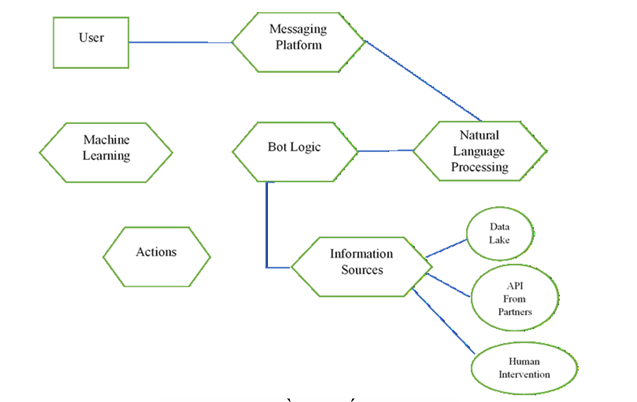 User
Messaging
Platform
Machine
Learning
Bot Logic
Natural
Language
Processing
Actions
Information
Sources
Data
Lake
API
From
Partners
Human
Intervention